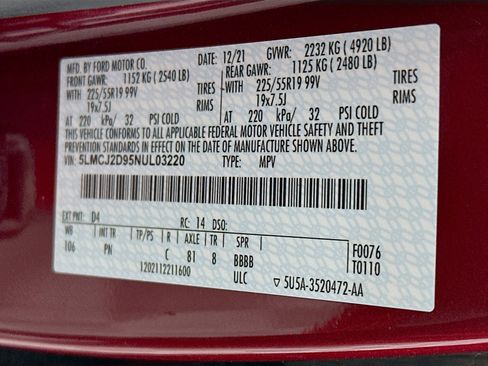 MFD. BY FORD MOTOR CO. DATE: 12/21 GVWR: 2232 KG ( 4920 LB)
FRONT GAWR: 1152 KG ( 2540 LB) REAR GAWR: 1125 KG ( 2480 LB)
WITH 225/55R19 99V TIRES WITH 225/55R19 99V TIRES
19x7.5J RIMS 19x7.5J RIMS
AT 220 kPa/ 32 PSI COLD AT 220 kPa/ 32 PSI COLD
THIS VEHICLE CONFORMS TO ALL APPLICABLE FEDERAL MOTOR VEHICLE SAFETY AND THEFT
PREVENTION STANDARDS IN EFFECT ON THE DATE OF MANUFACTURE SHOWN ABOVE.
VIN: 5LMCJ2D95NUL03220 TYPE: MPV
EXT PNT: D4 RC: 14 DSO:
WB INT TR TP/PS R AXLE TR SPR
106 PN C 81 8 BBBB
F0076
T0110
1202112211600 ULC ▽ 5U5A-3520472-AA